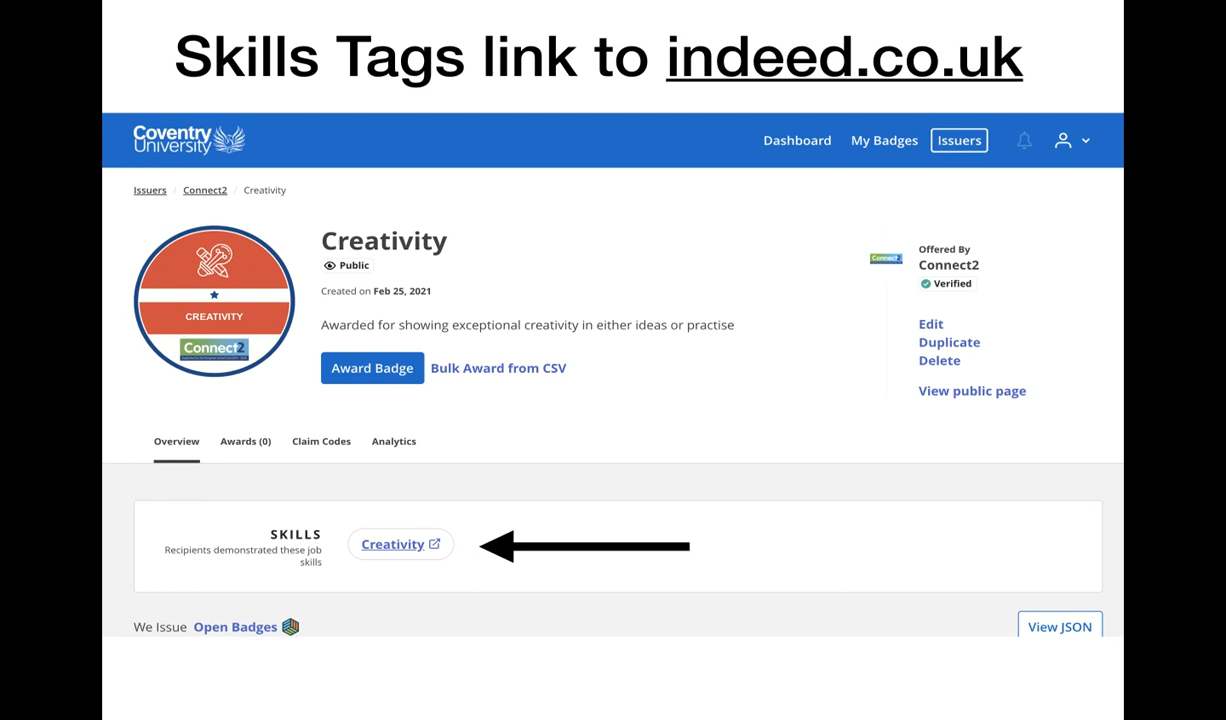 Skills Tags link to indeed.co.uk
Coventry
University
Dashboard My Badges Issuers
Issuers / Connect2 / Creativity
Creativity
Public
Created on Feb 25, 2021
Awarded for showing exceptional creativity in either ideas or practise
Award Badge Bulk Award from CSV
CREATIVITY
Connect2
Connect2
Offered By
Connect2
Verified
Edit
Duplicate
Delete
View public page
Overview Awards (0) Claim Codes Analytics
SKILLS
Recipients demonstrated these job
skills
Creativity
We Issue Open Badges
View JSON